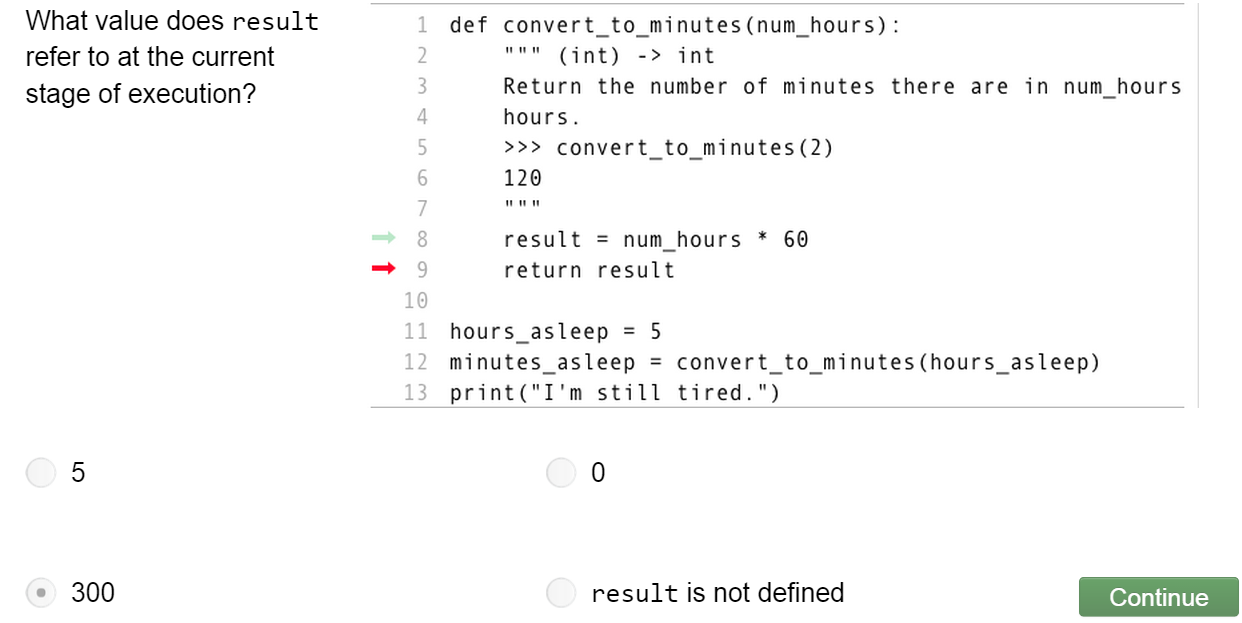 What value does result
refer to at the current
stage of execution?
1 def convert_to_minutes(num_hours):
2     """ (int) -> int
3     Return the number of minutes there are in num_hours
4     hours.
5     >>> convert_to_minutes(2)
6     120
7     """
8     result = num_hours * 60
9     return result
10
11 hours_asleep = 5
12 minutes_asleep = convert_to_minutes(hours_asleep)
13 print("I'm still tired.")
5
0
300
result is not defined
Continue